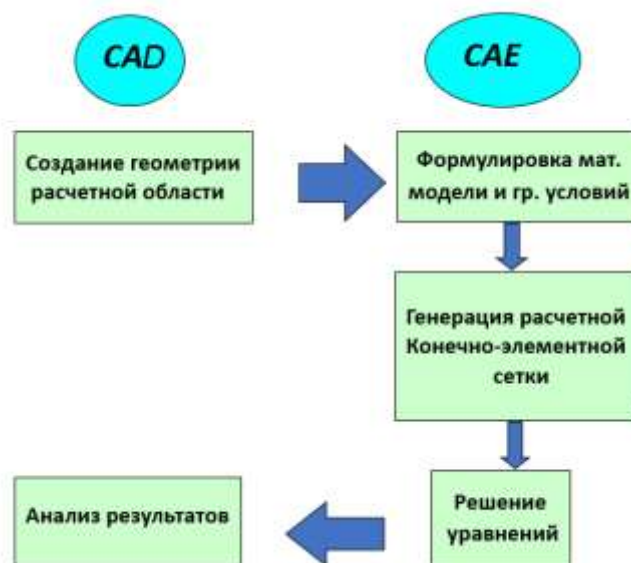 CAD
CAE
Создание геометрии
расчетной области
Формулировка мат.
модели и гр. условий
Генерация расчетной
Конечно-элементной
сетки
Решение
уравнений
Анализ результатов